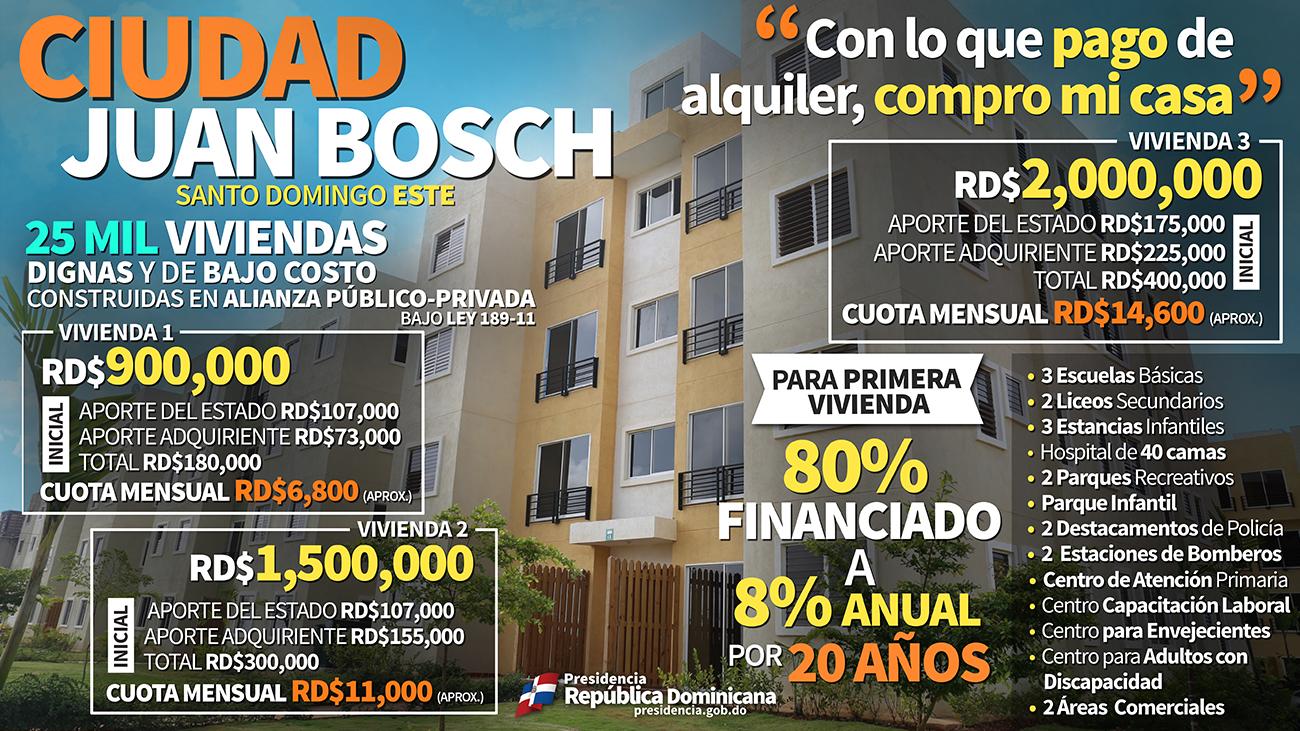 CIUDAD
JUAN BOSCH
SANTO DOMINGO ESTE
25 MIL VIVIENDAS
DIGNAS Y DE BAJO COSTO
CONSTRUIDAS EN ALIANZA PÚBLICO-PRIVADA
BAJO LEY 189-11
VIVIENDA 1
RD$900,000
INICIAL
APORTE DEL ESTADO RD$107,000
APORTE ADQUIRIENTE RD$73,000
TOTAL RD$180,000
CUOTA MENSUAL RD$6,800 (APROX.)
VIVIENDA 2
RD$1,500,000
INICIAL
APORTE DEL ESTADO RD$107,000
APORTE ADQUIRIENTE RD$155,000
TOTAL RD$300,000
CUOTA MENSUAL RD$11,000 (APROX.)
“Con lo que pago de
alquiler, compro mi casa”
VIVIENDA 3
RD$2,000,000
APORTE DEL ESTADO RD$175,000
APORTE ADQUIRIENTE RD$225,000
TOTAL RD$400,000
INICIAL
CUOTA MENSUAL RD$14,600 (APROX.)
PARA PRIMERA
VIVIENDA
80%
FINANCIADO
A
8% ANUAL
POR 20 AÑOS
• 3 Escuelas Básicas
• 2 Liceos Secundarios
• 3 Estancias Infantiles
• Hospital de 40 camas
• 2 Parques Recreativos
• Parque Infantil
• 2 Destacamentos de Policía
• 2 Estaciones de Bomberos
• Centro de Atención Primaria
• Centro Capacitación Laboral
• Centro para Envejecientes
• Centro para Adultos con
Discapacidad
• 2 Áreas Comerciales
Presidencia
República Dominicana
presidencia.gob.do